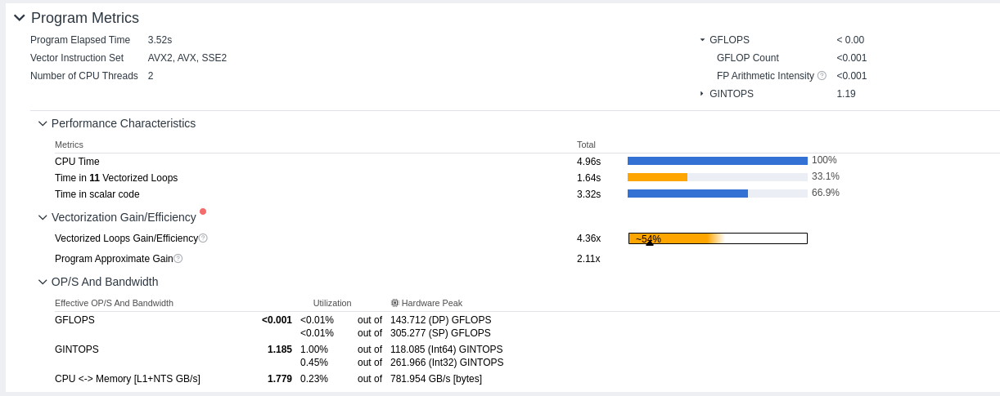 Program Metrics
Program Elapsed Time 3.52s
Vector Instruction Set AVX2, AVX, SSE2
Number of CPU Threads 2
GFLOPS < 0.00
GFLOP Count <0.001
FP Arithmetic Intensity <0.001
GINTOPS 1.19
Performance Characteristics
Metrics Total
CPU Time 4.96s 100%
Time in 11 Vectorized Loops 1.64s 33.1%
Time in scalar code 3.32s 66.9%
Vectorization Gain/Efficiency
Vectorized Loops Gain/Efficiency 4.36x ~54%
Program Approximate Gain 2.11x
OP/S And Bandwidth
Effective OP/S And Bandwidth Utilization Hardware Peak
GFLOPS <0.001 <0.01% out of 143.712 (DP) GFLOPS
<0.01% out of 305.277 (SP) GFLOPS
GINTOPS 1.185 1.00% out of 118.085 (Int64) GINTOPS
0.45% out of 261.966 (Int32) GINTOPS
CPU <-> Memory [L1+NTS GB/s] 1.779 0.23% out of 781.954 GB/s [bytes]